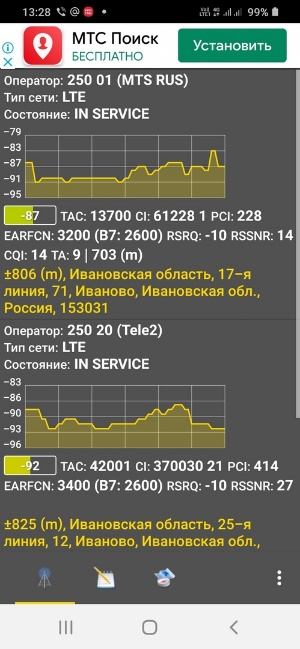 13:28
99%
МТС Поиск
БЕСПЛАТНО
Установить
Оператор: 250 01 (MTS RUS)
Тип сети: LTE
Состояние: IN SERVICE
-79
-83
-87
-91
-95
-87 TAC: 13700 CI: 61228 1 PCI: 228
EARFCN: 3200 (B7: 2600) RSRQ: -10 RSSNR: 14
CQI: 14 TA: 9 | 703 (m)
±806 (m), Ивановская область, 17-я
линия, 71, Иваново, Ивановская обл.,
Россия, 153031
Оператор: 250 20 (Tele2)
Тип сети: LTE
Состояние: IN SERVICE
-83
-86
-90
-93
-96
-92 TAC: 42001 CI: 370030 21 PCI: 414
EARFCN: 3400 (B7: 2600) RSRQ: -10 RSSNR: 27
±825 (m), Ивановская область, 25-я
линия, 12, Иваново, Ивановская обл.,